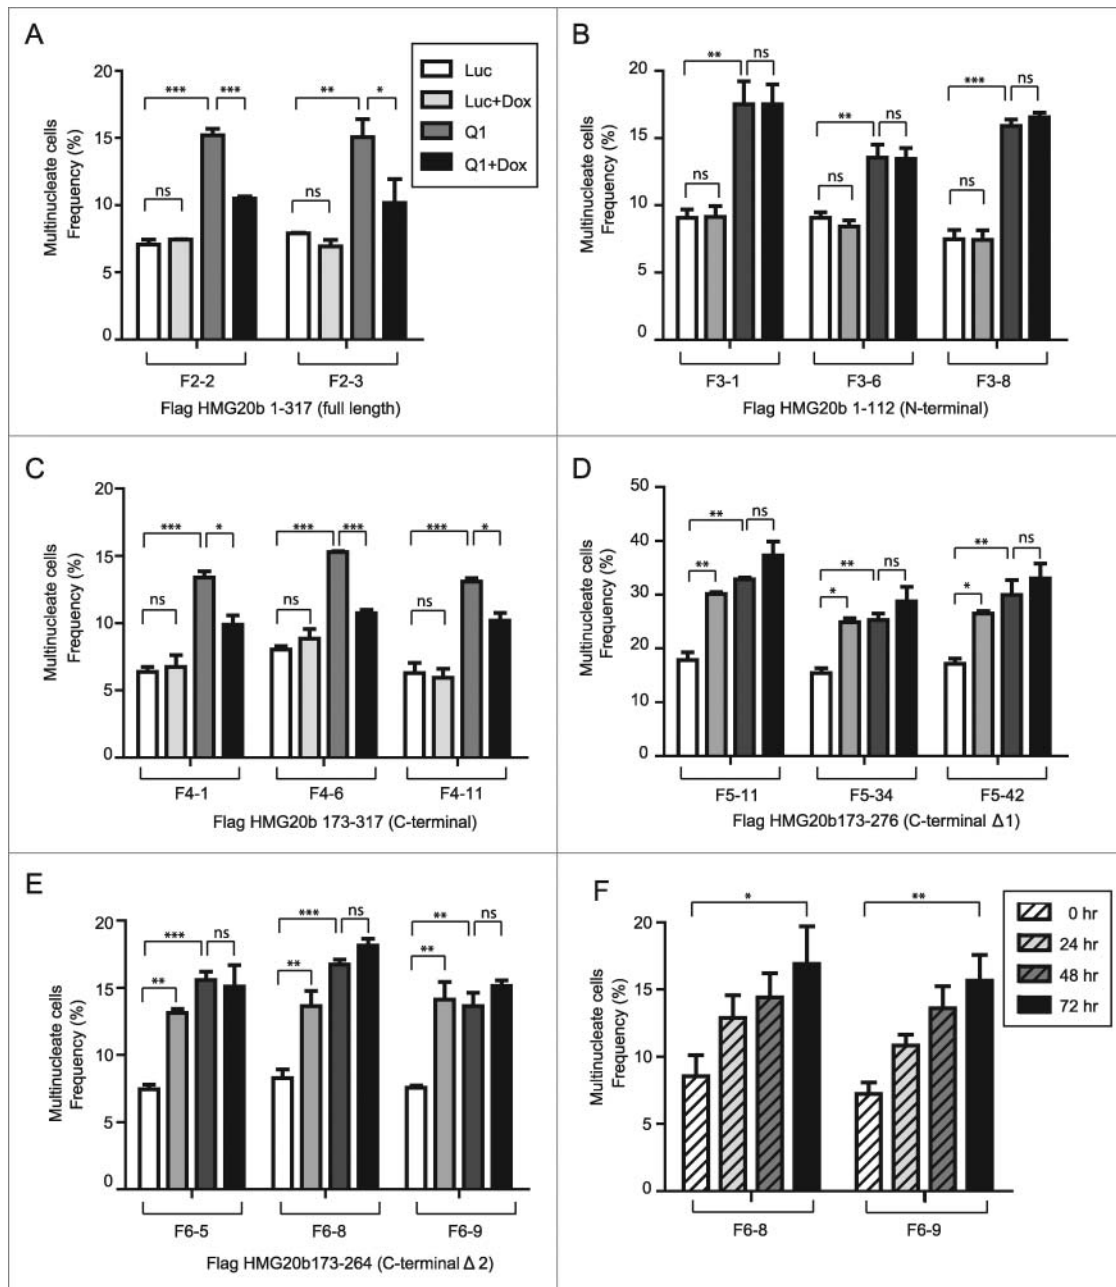 A
Multinucleate cells
Frequency (%)
20
15
10
5
0
*** *** ** *
ns ns
Luc
Luc+Dox
Q1
Q1+Dox
F2-2 F2-3
Flag HMG20b 1-317 (full length)
B
Multinucleate cells
Frequency (%)
20
15
10
5
0
** ns
** ns
*** ns
ns ns ns
F3-1 F3-6 F3-8
Flag HMG20b 1-112 (N-terminal)
C
Multinucleate cells
Frequency (%)
20
15
10
5
0
*** * *** *** *** *
ns ns ns
F4-1 F4-6 F4-11
Flag HMG20b 173-317 (C-terminal)
D
Multinucleate cells
Frequency (%)
50
40
30
20
10
0
** ns ** ns ** ns
** * *
F5-11 F5-34 F5-42
Flag HMG20b173-276 (C-terminal Δ1)
E
Multinucleate cells
Frequency (%)
20
15
10
5
0
*** ns *** ns ** ns
** ** **
F6-5 F6-8 F6-9
Flag HMG20b173-264 (C-terminal Δ 2)
F
Multinucleate cells
Frequency (%)
20
15
10
5
0
* **
0 hr
24 hr
48 hr
72 hr
F6-8 F6-9